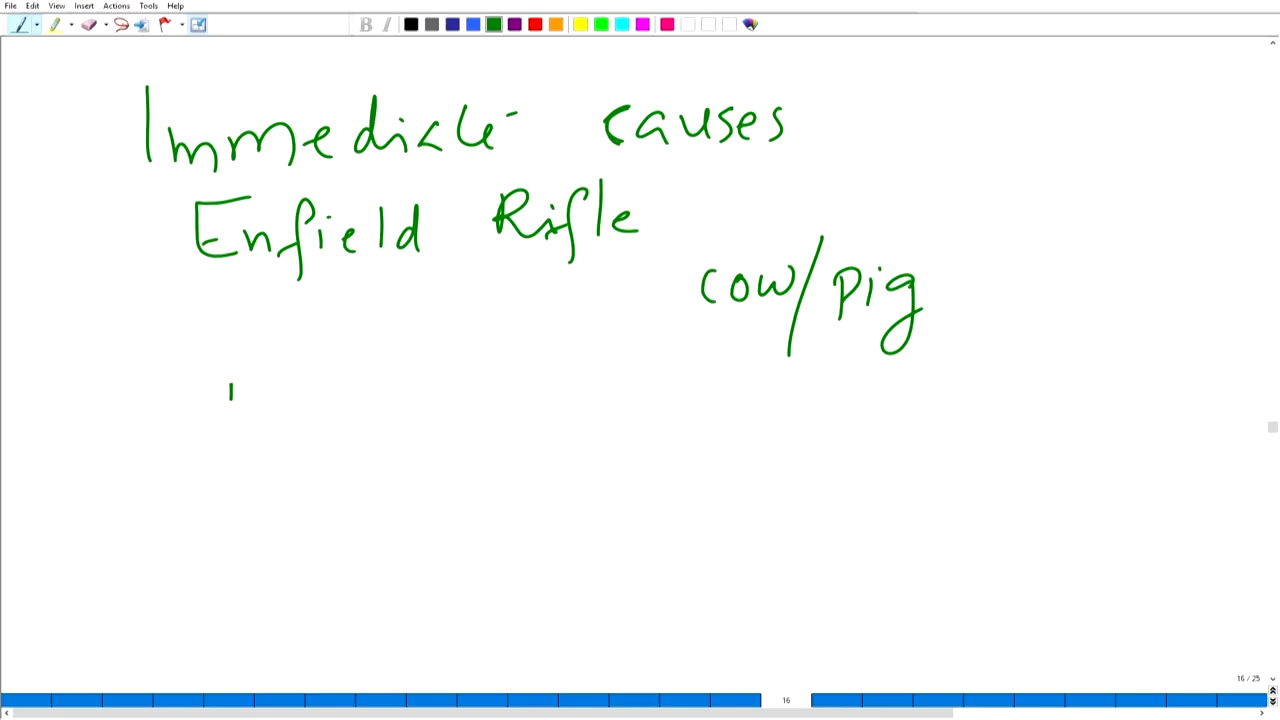 File Edit View Insert Actions Tools Help
B I
Immediate causes
Enfield Rifle
cow/pig
16 / 25
16